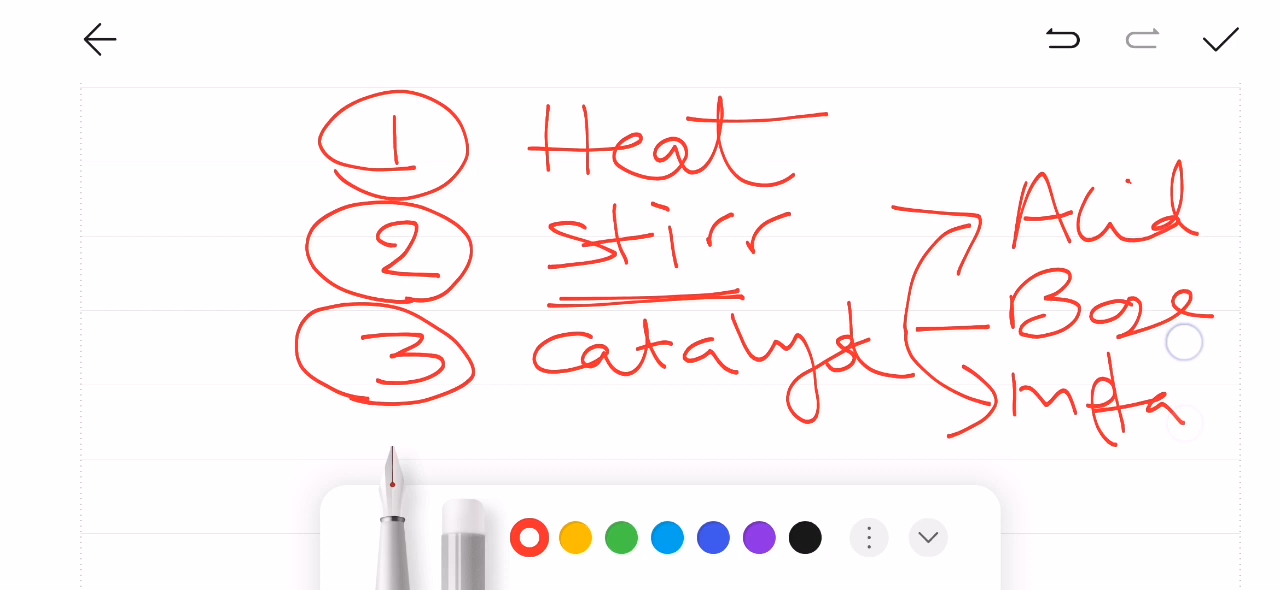 1 Heat
2 stirr
3 catalyst
Acid
Base
Meta